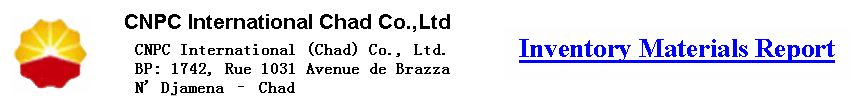 CNPC International Chad Co.,Ltd
CNPC International (Chad) Co., Ltd.
BP: 1742, Rue 1031 Avenue de Brazza
N' Djamena – Chad
Inventory Materials Report